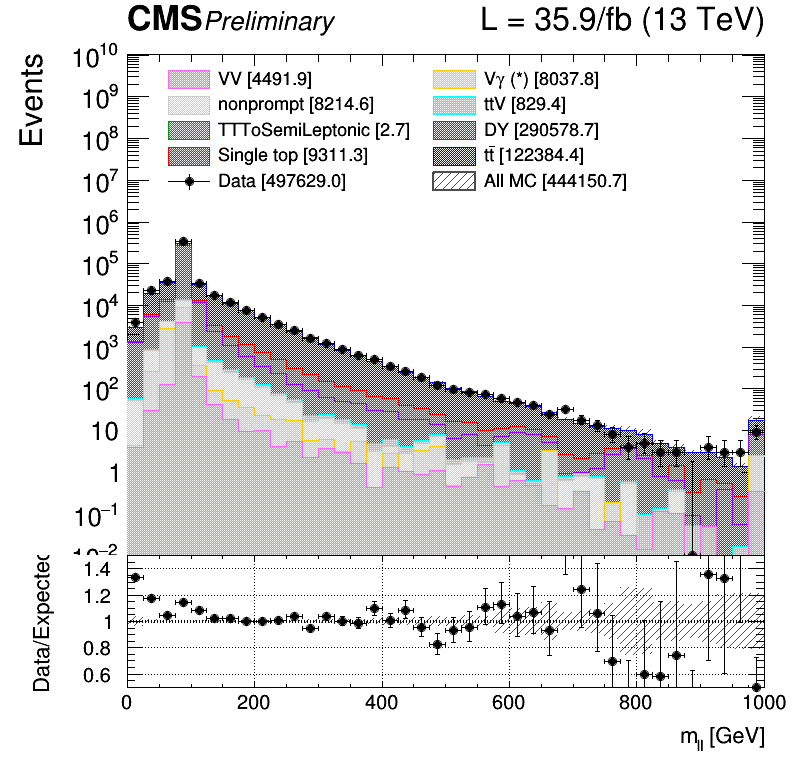 CMS Preliminary L = 35.9/fb (13 TeV)
Events
10^10
10^9
10^8
10^7
10^6
10^5
10^4
10^3
10^2
10
1
10^-1
10^-2
VV [4491.9]
nonprompt [8214.6]
TTToSemiLeptonic [2.7]
Single top [9311.3]
Data [497629.0]
Vγ (*) [8037.8]
ttV [829.4]
DY [290578.7]
tt̄ [122384.4]
All MC [444150.7]
Data/Expected
1.4
1.2
1
0.8
0.6
0 200 400 600 800 1000
m_ll [GeV]